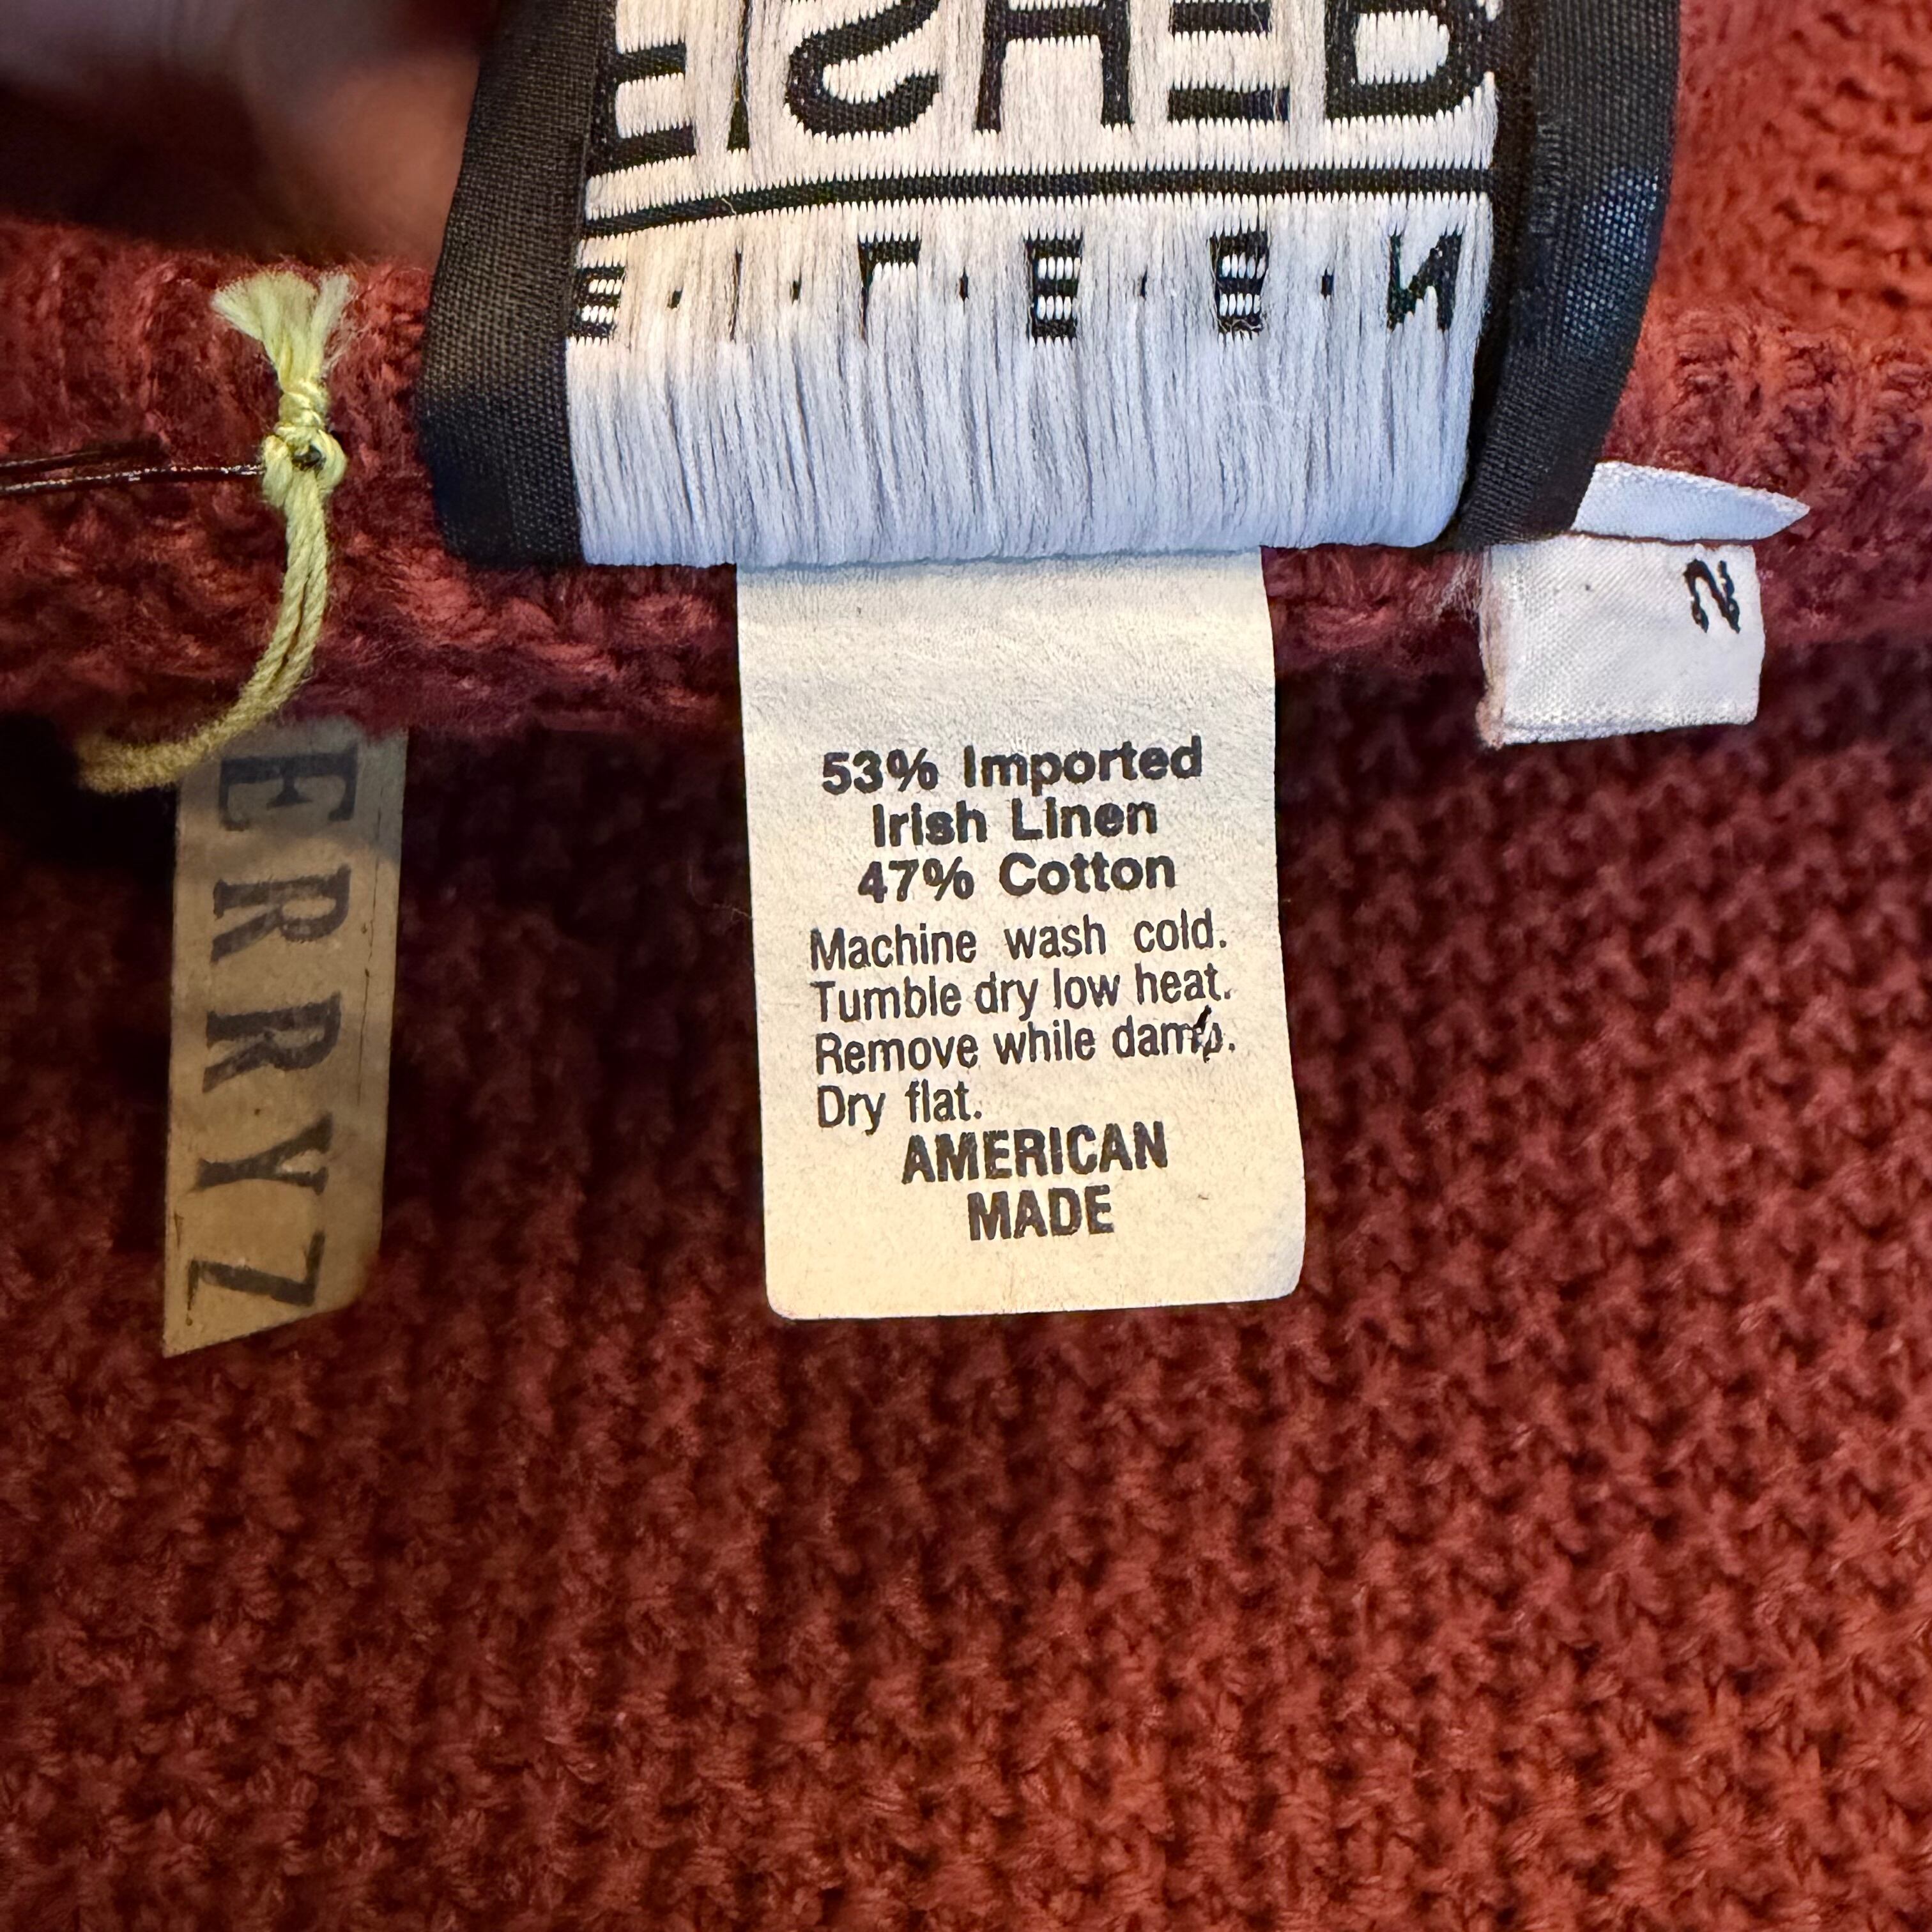 E·I·L·E·E·N
FISHER
2
53% Imported
Irish Linen
47% Cotton
Machine wash cold.
Tumble dry low heat.
Remove while damp.
Dry flat.
AMERICAN
MADE